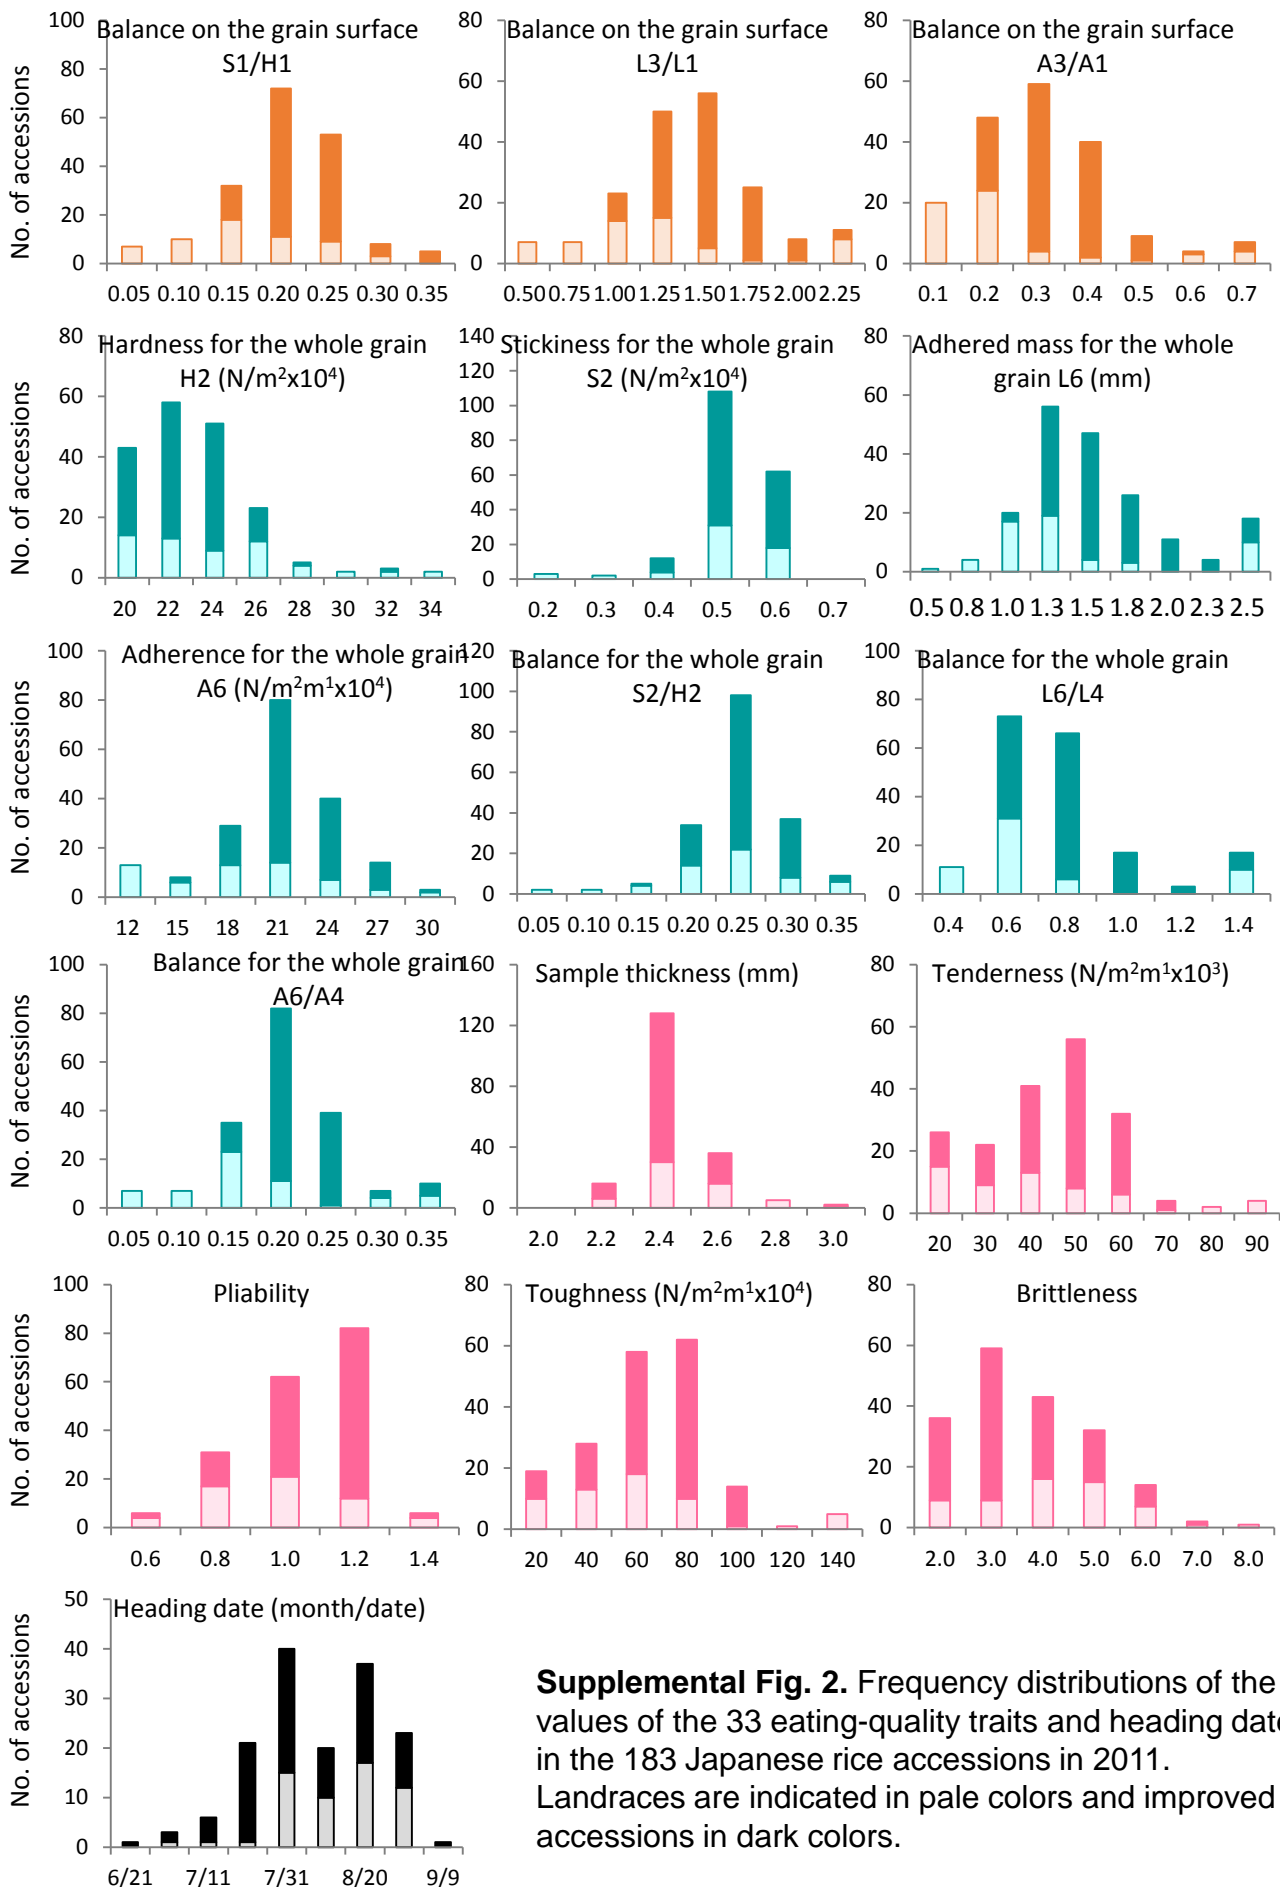 Balance on the grain surface
S1/H1
No. of accessions
100
80
60
40
20
0
0.05 0.10 0.15 0.20 0.25 0.30 0.35
Balance on the grain surface
L3/L1
80
60
40
20
0
0.50 0.75 1.00 1.25 1.50 1.75 2.00 2.25
Balance on the grain surface
A3/A1
80
60
40
20
0
0.1 0.2 0.3 0.4 0.5 0.6 0.7
Hardness for the whole grain
H2 (N/m²x10⁴)
No. of accessions
80
60
40
20
0
20 22 24 26 28 30 32 34
Stickiness for the whole grain
S2 (N/m²x10⁴)
140
120
100
80
60
40
20
0
0.2 0.3 0.4 0.5 0.6 0.7
Adhered mass for the whole
grain L6 (mm)
80
60
40
20
0
0.5 0.8 1.0 1.3 1.5 1.8 2.0 2.3 2.5
Adherence for the whole grain
A6 (N/m²m¹x10⁴)
No. of accessions
100
80
60
40
20
0
12 15 18 21 24 27 30
Balance for the whole grain
S2/H2
120
100
80
60
40
20
0
0.05 0.10 0.15 0.20 0.25 0.30 0.35
Balance for the whole grain
L6/L4
100
80
60
40
20
0
0.4 0.6 0.8 1.0 1.2 1.4
Balance for the whole grain
A6/A4
No. of accessions
100
80
60
40
20
0
0.05 0.10 0.15 0.20 0.25 0.30 0.35
Sample thickness (mm)
160
120
80
40
0
2.0 2.2 2.4 2.6 2.8 3.0
Tenderness (N/m²m¹x10³)
80
60
40
20
0
20 30 40 50 60 70 80 90
Pliability
No. of accessions
100
80
60
40
20
0
0.6 0.8 1.0 1.2 1.4
Toughness (N/m²m¹x10⁴)
80
60
40
20
0
20 40 60 80 100 120 140
Brittleness
80
60
40
20
0
2.0 3.0 4.0 5.0 6.0 7.0 8.0
Heading date (month/date)
No. of accessions
50
40
30
20
10
0
6/21 7/11 7/31 8/20 9/9
Supplemental Fig. 2. Frequency distributions of the
values of the 33 eating-quality traits and heading date
in the 183 Japanese rice accessions in 2011.
Landraces are indicated in pale colors and improved
accessions in dark colors.